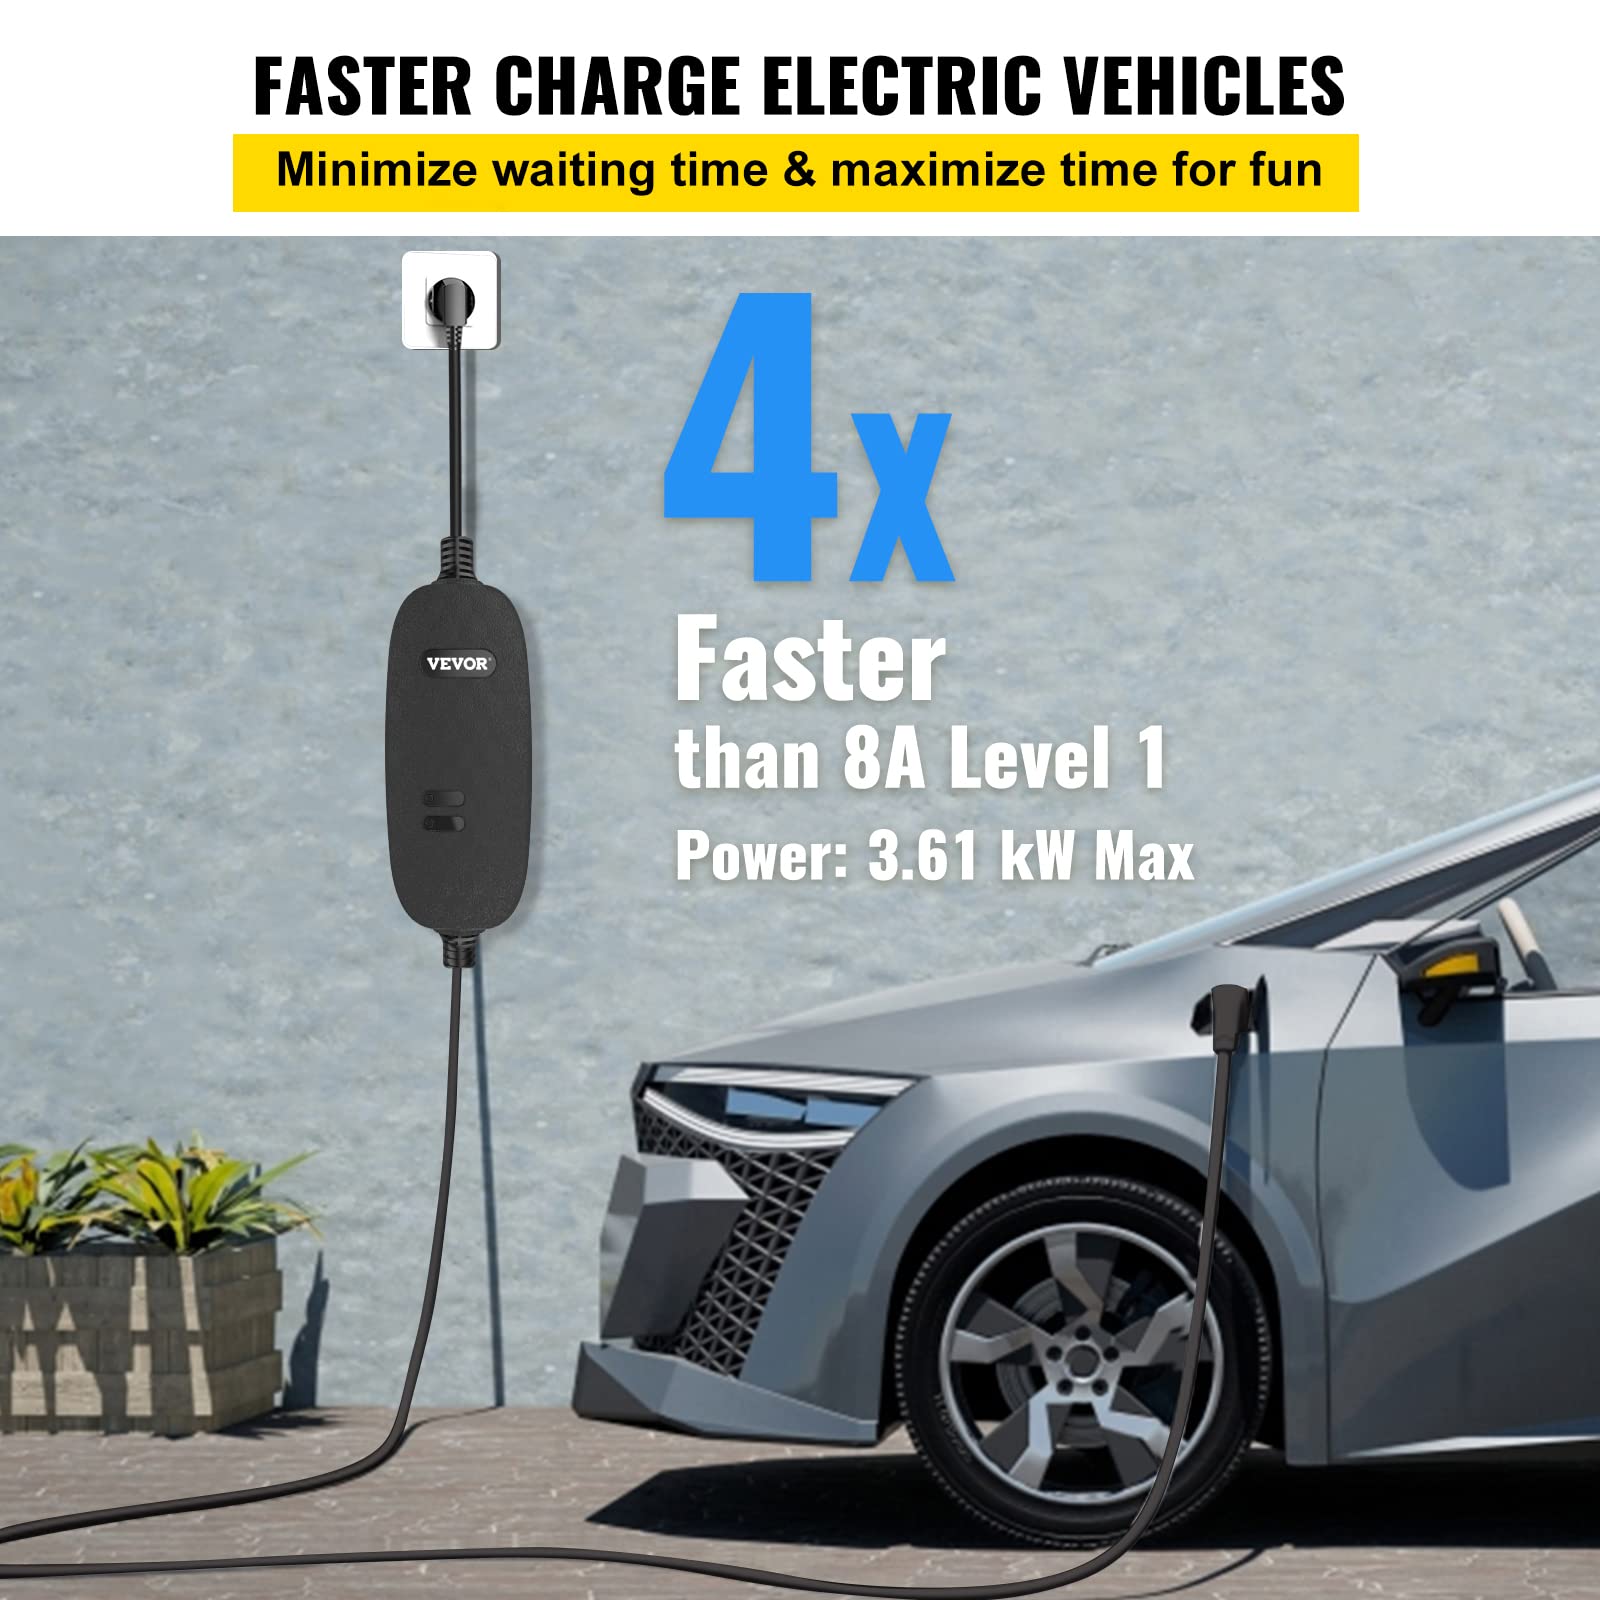 FASTER CHARGE ELECTRIC VEHICLES
Minimize waiting time & maximize time for fun
4x
Faster
than 8A Level 1
Power: 3.61 kW Max
VEVOR®